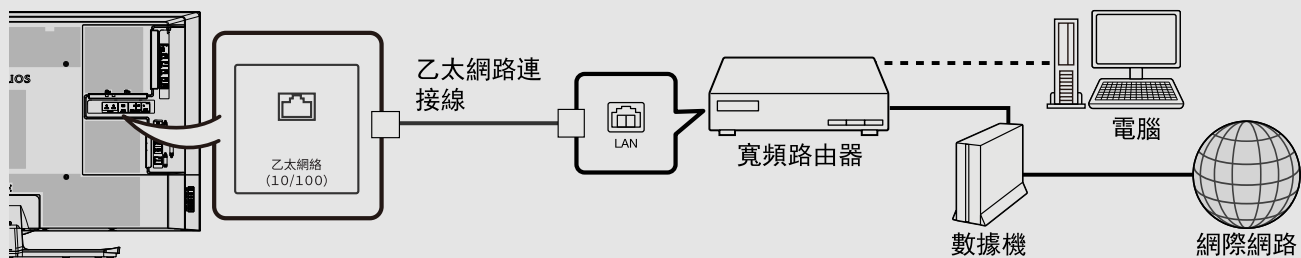 乙太網絡
(10/100)
乙太網路連
接線
LAN
寬頻路由器
電腦
數據機
網際網路